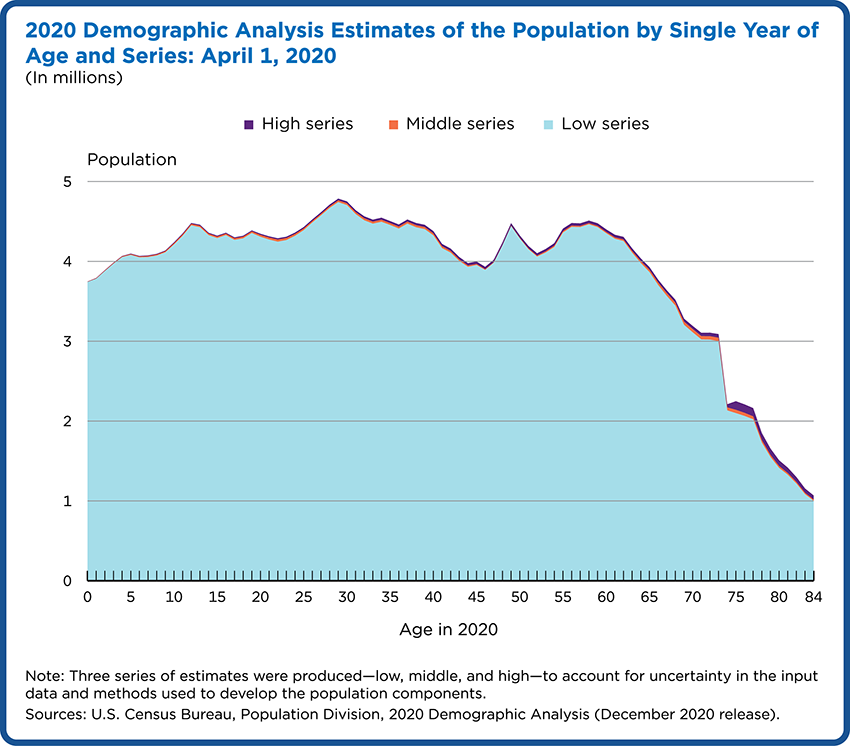 2020 Demographic Analysis Estimates of the Population by Single Year of
Age and Series: April 1, 2020
(In millions)
High series Middle series Low series
Population
5
4
3
2
1
0
0 5 10 15 20 25 30 35 40 45 50 55 60 65 70 75 80 84
Age in 2020
Note: Three series of estimates were produced—low, middle, and high—to account for uncertainty in the input
data and methods used to develop the population components.
Sources: U.S. Census Bureau, Population Division, 2020 Demographic Analysis (December 2020 release).